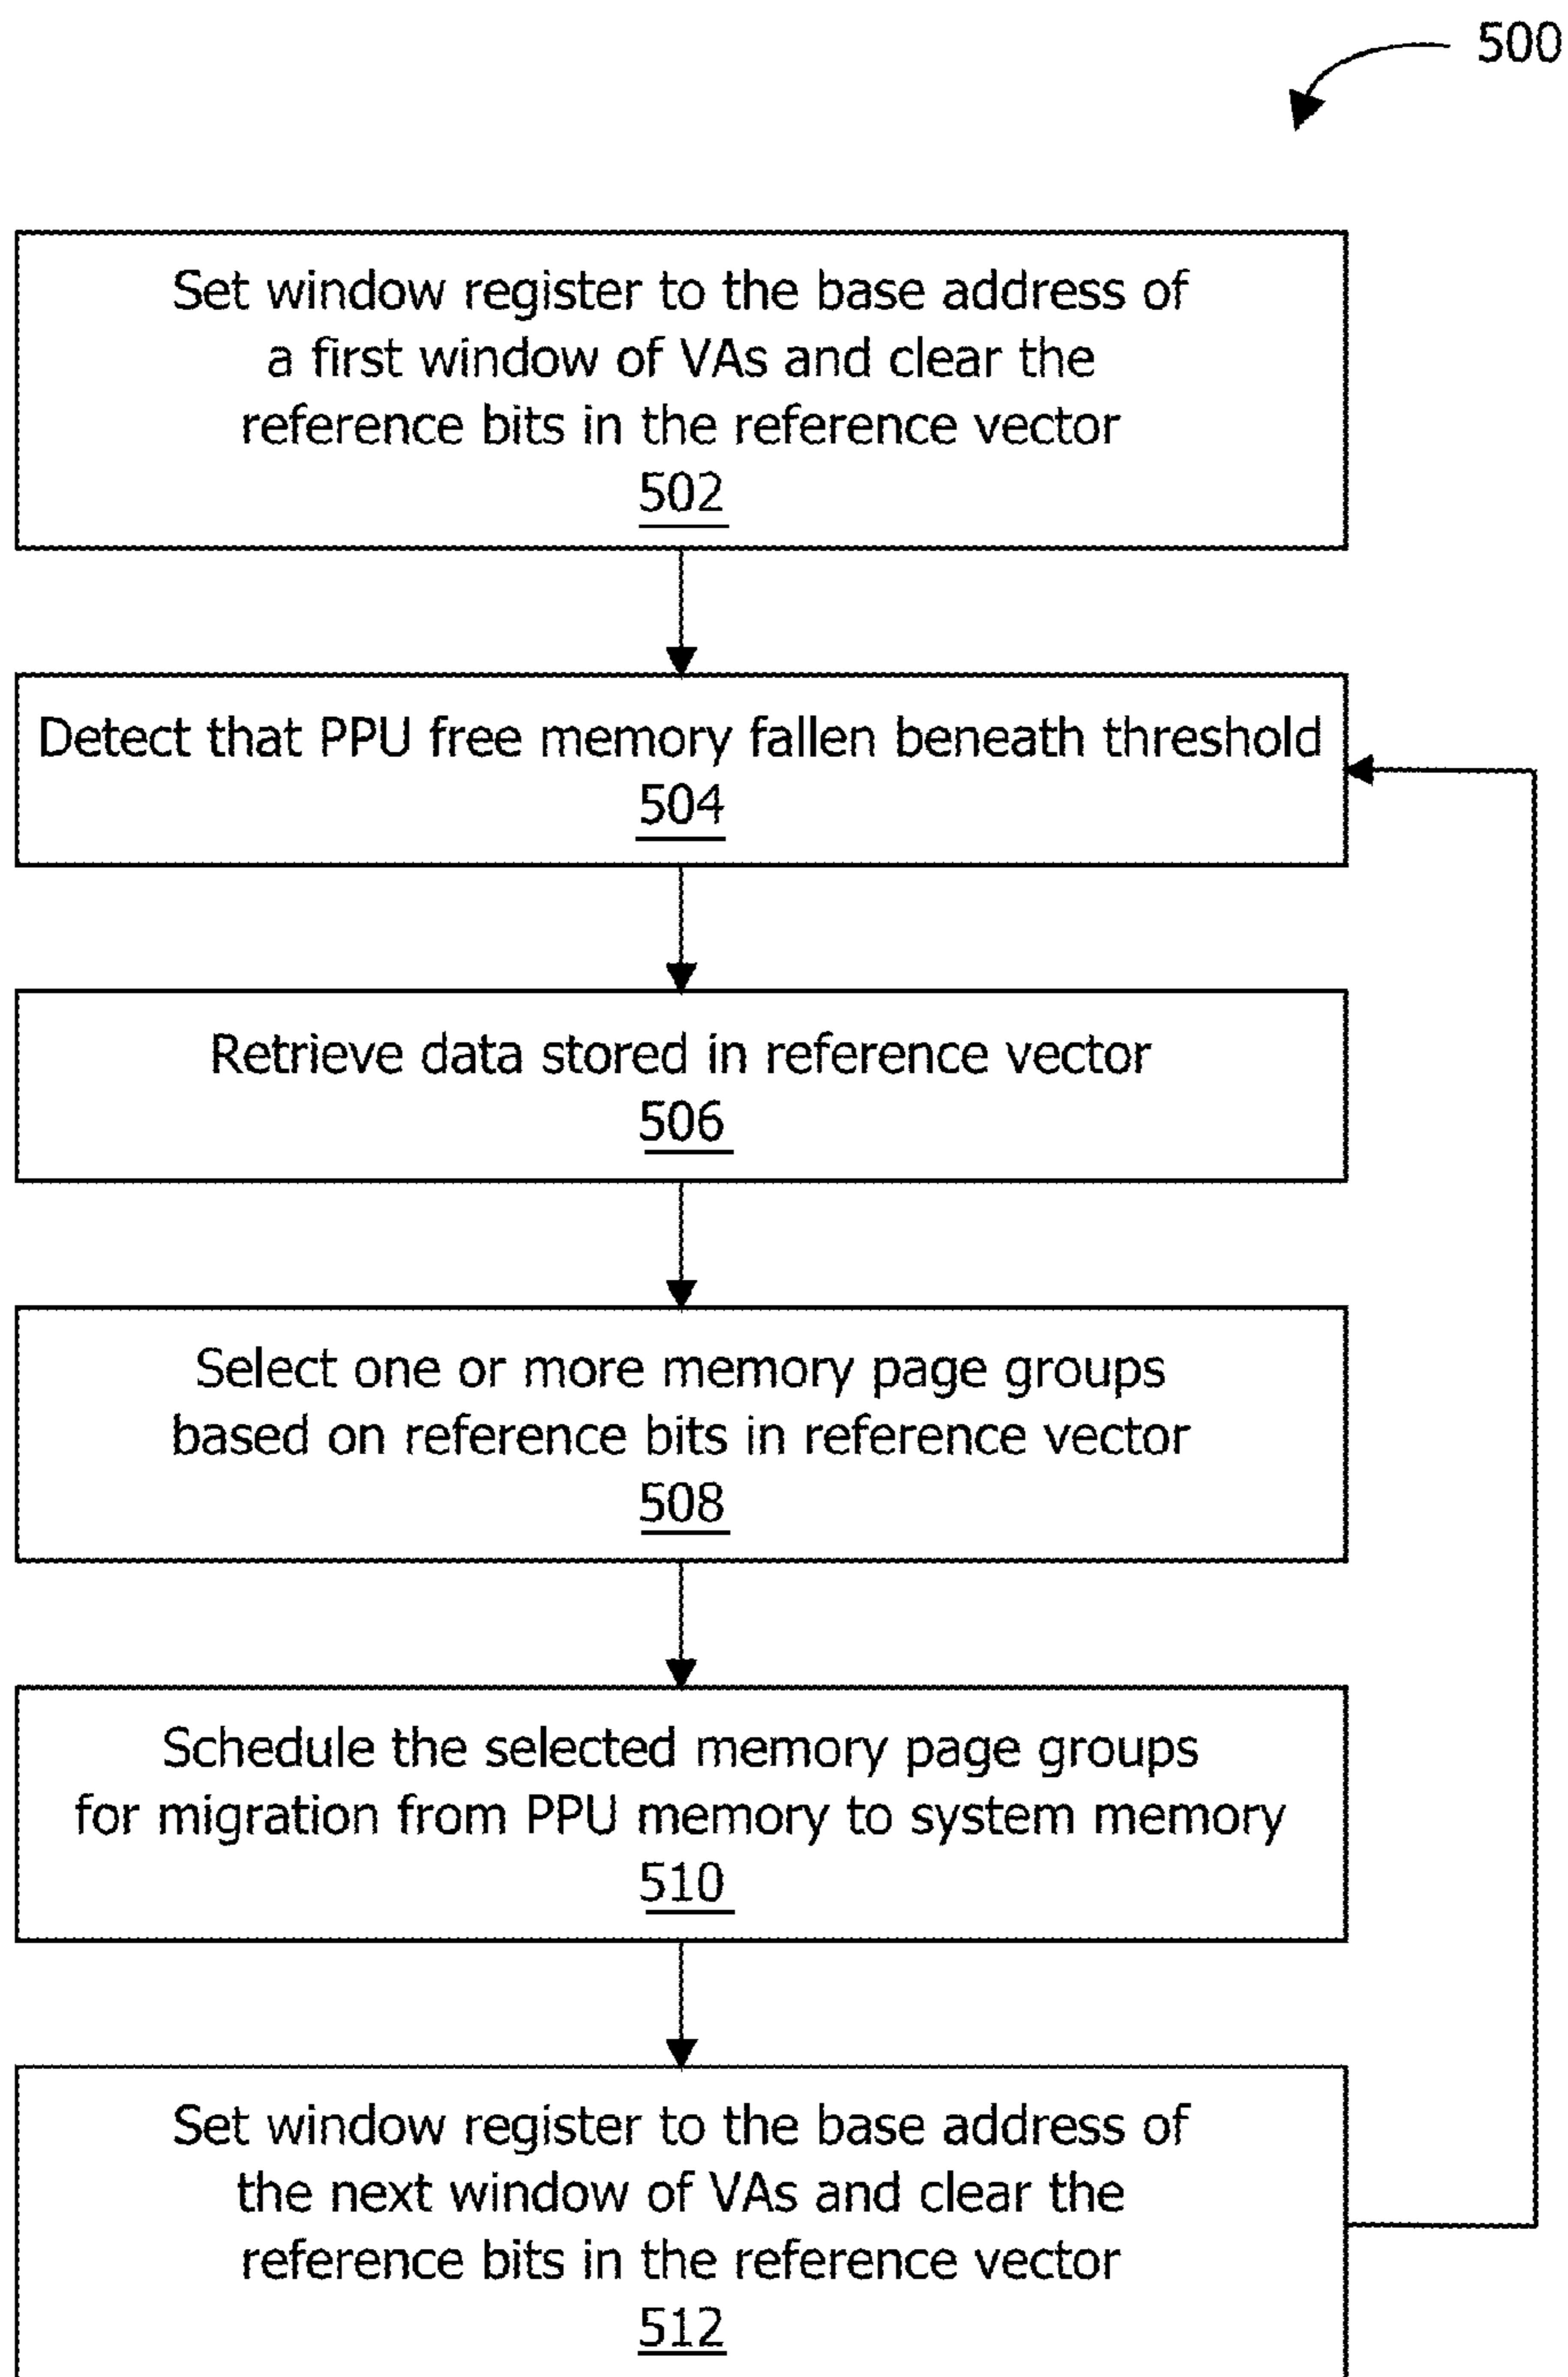 500
Set window register to the base address of
a first window of VAs and clear the
reference bits in the reference vector
502
Detect that PPU free memory fallen beneath threshold
504
Retrieve data stored in reference vector
506
Select one or more memory page groups
based on reference bits in reference vector
508
Schedule the selected memory page groups
for migration from PPU memory to system memory
510
Set window register to the base address of
the next window of VAs and clear the
reference bits in the reference vector
512